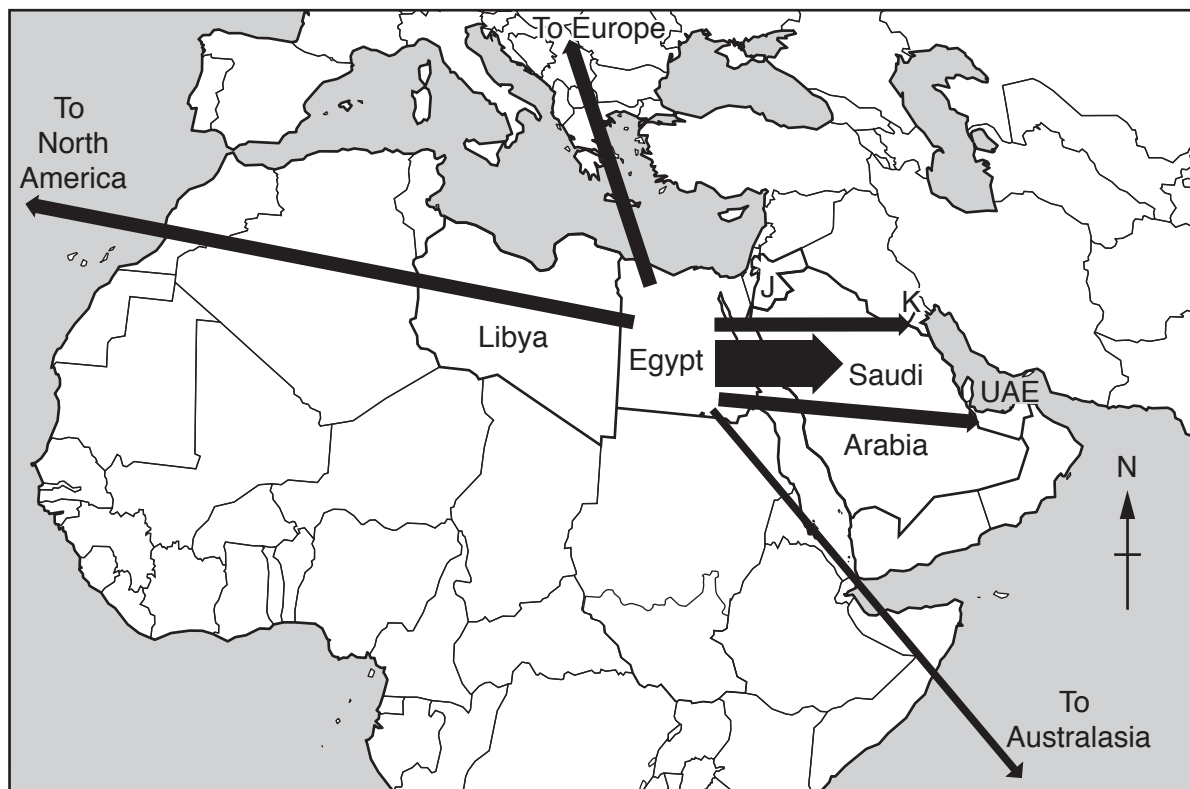 To Europe
To
North
America
J
K
Libya
Egypt
Saudi
UAE
Arabia
N
To
Australasia